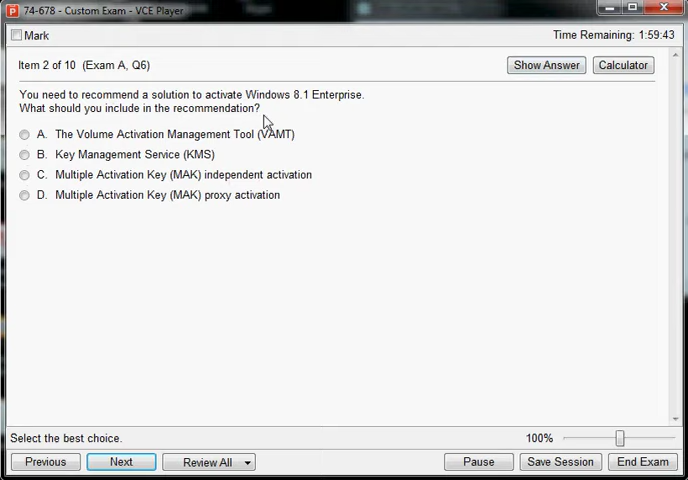 74-678 - Custom Exam - VCE Player
Mark
Time Remaining: 1:59:43
Item 2 of 10 (Exam A, Q6)
Show Answer
Calculator
You need to recommend a solution to activate Windows 8.1 Enterprise.
What should you include in the recommendation?
A. The Volume Activation Management Tool (VAMT)
B. Key Management Service (KMS)
C. Multiple Activation Key (MAK) independent activation
D. Multiple Activation Key (MAK) proxy activation
Select the best choice.
100%
Previous
Next
Review All
Pause
Save Session
End Exam